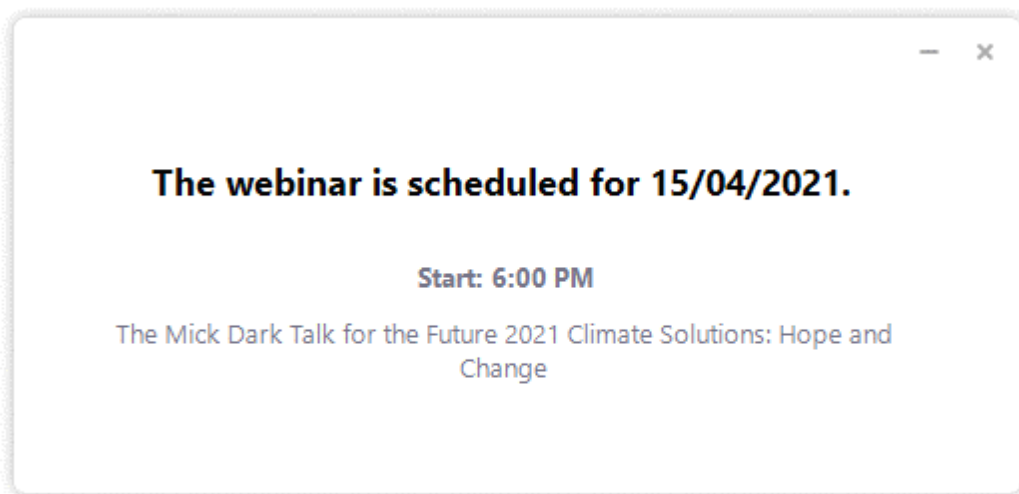 The webinar is scheduled for 15/04/2021.
Start: 6:00 PM
The Mick Dark Talk for the Future 2021 Climate Solutions: Hope and
Change